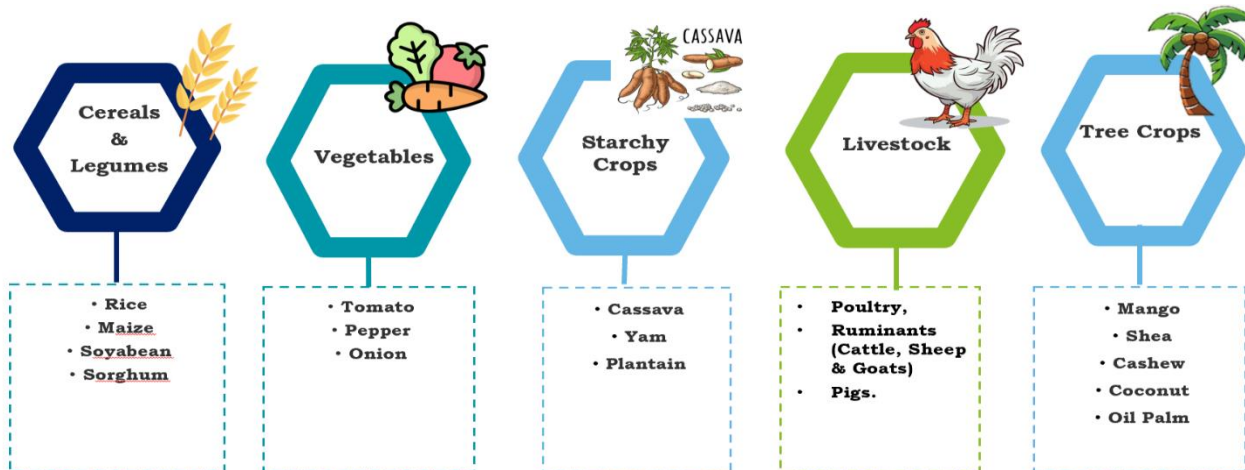 Cereals
&
Legumes
• Rice
• Maize
• Soyabean
• Sorghum
Vegetables
• Tomato
• Pepper
• Onion
CASSAVA
Starchy
Crops
• Cassava
• Yam
• Plantain
Livestock
• Poultry,
• Ruminants
(Cattle, Sheep
& Goats)
• Pigs.
Tree Crops
• Mango
• Shea
• Cashew
• Coconut
• Oil Palm